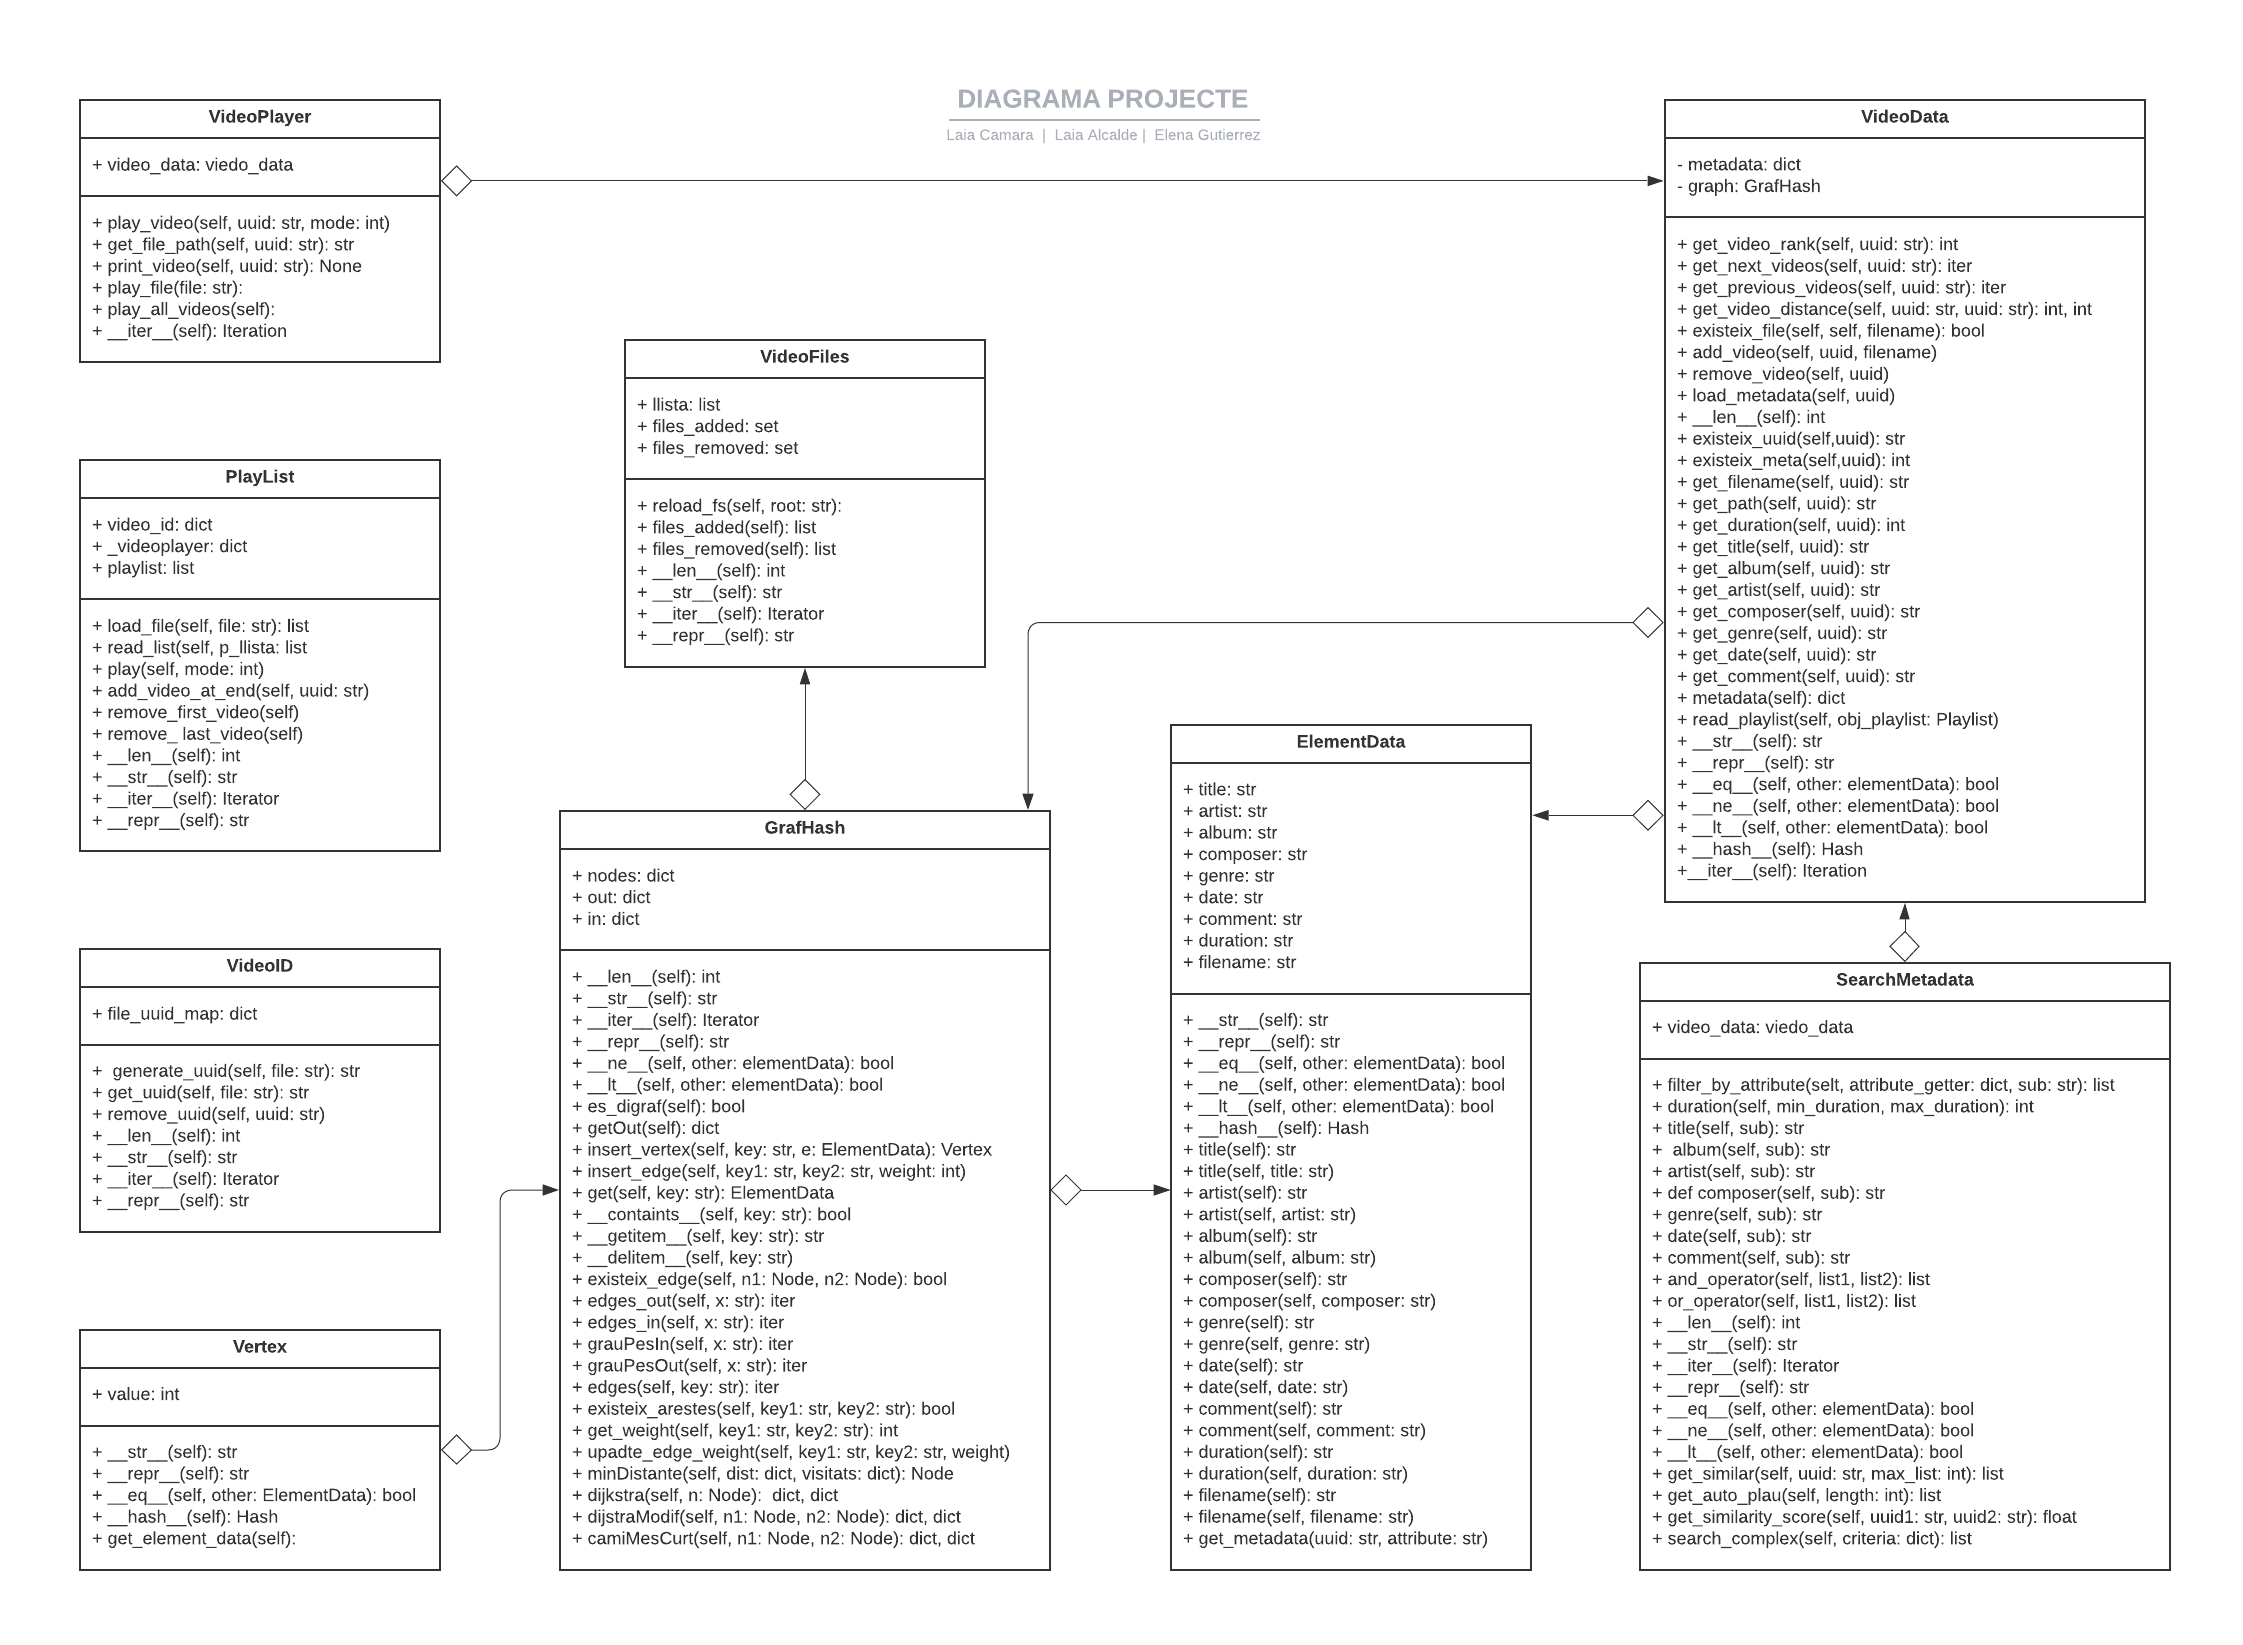 DIAGRAMA PROJECTE
Laia Camara | Laia Alcalde | Elena Gutierrez
VideoPlayer
+ video_data: viedo_data
+ play_video(self, uuid: str, mode: int)
+ get_file_path(self, uuid: str): str
+ print_video(self, uuid: str): None
+ play_file(file: str):
+ play_all_videos(self):
+ __iter__(self): Iteration
PlayList
+ video_id: dict
+ _videoplayer: dict
+ playlist: list
+ load_file(self, file: str): list
+ read_list(self, p_llista: list
+ play(self, mode: int)
+ add_video_at_end(self, uuid: str)
+ remove_first_video(self)
+ remove_ last_video(self)
+ __len__(self): int
+ __str__(self): str
+ __iter__(self): Iterator
+ __repr__(self): str
VideoID
+ file_uuid_map: dict
+  generate_uuid(self, file: str): str
+ get_uuid(self, file: str): str
+ remove_uuid(self, uuid: str)
+ __len__(self): int
+ __str__(self): str
+ __iter__(self): Iterator
+ __repr__(self): str
Vertex
+ value: int
+ __str__(self): str
+ __repr__(self): str
+ __eq__(self, other: ElementData): bool
+ __hash__(self): Hash
+ get_element_data(self):
VideoFiles
+ llista: list
+ files_added: set
+ files_removed: set
+ reload_fs(self, root: str):
+ files_added(self): list
+ files_removed(self): list
+ __len__(self): int
+ __str__(self): str
+ __iter__(self): Iterator
+ __repr__(self): str
GrafHash
+ nodes: dict
+ out: dict
+ in: dict
+ __len__(self): int
+ __str__(self): str
+ __iter__(self): Iterator
+ __repr__(self): str
+ __ne__(self, other: elementData): bool
+ __lt__(self, other: elementData): bool
+ es_digraf(self): bool
+ getOut(self): dict
+ insert_vertex(self, key: str, e: ElementData): Vertex
+ insert_edge(self, key1: str, key2: str, weight: int)
+ get(self, key: str): ElementData
+ __containts__(self, key: str): bool
+ __getitem__(self, key: str): str
+ __delitem__(self, key: str)
+ existeix_edge(self, n1: Node, n2: Node): bool
+ edges_out(self, x: str): iter
+ edges_in(self, x: str): iter
+ grauPesIn(self, x: str): iter
+ grauPesOut(self, x: str): iter
+ edges(self, key: str): iter
+ existeix_arestes(self, key1: str, key2: str): bool
+ get_weight(self, key1: str, key2: str): int
+ upadte_edge_weight(self, key1: str, key2: str, weight)
+ minDistante(self, dist: dict, visitats: dict): Node
+ dijkstra(self, n: Node):  dict, dict
+ dijstraModif(self, n1: Node, n2: Node): dict, dict
+ camiMesCurt(self, n1: Node, n2: Node): dict, dict
ElementData
+ title: str
+ artist: str
+ album: str
+ composer: str
+ genre: str
+ date: str
+ comment: str
+ duration: str
+ filename: str
+ __str__(self): str
+ __repr__(self): str
+ __eq__(self, other: elementData): bool
+ __ne__(self, other: elementData): bool
+ __lt__(self, other: elementData): bool
+ __hash__(self): Hash
+ title(self): str
+ title(self, title: str)
+ artist(self): str
+ artist(self, artist: str)
+ album(self): str
+ album(self, album: str)
+ composer(self): str
+ composer(self, composer: str)
+ genre(self): str
+ genre(self, genre: str)
+ date(self): str
+ date(self, date: str)
+ comment(self): str
+ comment(self, comment: str)
+ duration(self): str
+ duration(self, duration: str)
+ filename(self): str
+ filename(self, filename: str)
+ get_metadata(uuid: str, attribute: str)
VideoData
- metadata: dict
- graph: GrafHash
+ get_video_rank(self, uuid: str): int
+ get_next_videos(self, uuid: str): iter
+ get_previous_videos(self, uuid: str): iter
+ get_video_distance(self, uuid: str, uuid: str): int, int
+ existeix_file(self, self, filename): bool
+ add_video(self, uuid, filename)
+ remove_video(self, uuid)
+ load_metadata(self, uuid)
+ __len__(self): int
+ existeix_uuid(self,uuid): str
+ existeix_meta(self,uuid): int
+ get_filename(self, uuid): str
+ get_path(self, uuid): str
+ get_duration(self, uuid): int
+ get_title(self, uuid): str
+ get_album(self, uuid): str
+ get_artist(self, uuid): str
+ get_composer(self, uuid): str
+ get_genre(self, uuid): str
+ get_date(self, uuid): str
+ get_comment(self, uuid): str
+ metadata(self): dict
+ read_playlist(self, obj_playlist: Playlist)
+ __str__(self): str
+ __repr__(self): str
+ __eq__(self, other: elementData): bool
+ __ne__(self, other: elementData): bool
+ __lt__(self, other: elementData): bool
+ __hash__(self): Hash
+__iter__(self): Iteration
SearchMetadata
+ video_data: viedo_data
+ filter_by_attribute(selt, attribute_getter: dict, sub: str): list
+ duration(self, min_duration, max_duration): int
+ title(self, sub): str
+  album(self, sub): str
+ artist(self, sub): str
+ def composer(self, sub): str
+ genre(self, sub): str
+ date(self, sub): str
+ comment(self, sub): str
+ and_operator(self, list1, list2): list
+ or_operator(self, list1, list2): list
+ __len__(self): int
+ __str__(self): str
+ __iter__(self): Iterator
+ __repr__(self): str
+ __eq__(self, other: elementData): bool
+ __ne__(self, other: elementData): bool
+ __lt__(self, other: elementData): bool
+ get_similar(self, uuid: str, max_list: int): list
+ get_auto_plau(self, length: int): list
+ get_similarity_score(self, uuid1: str, uuid2: str): float
+ search_complex(self, criteria: dict): list